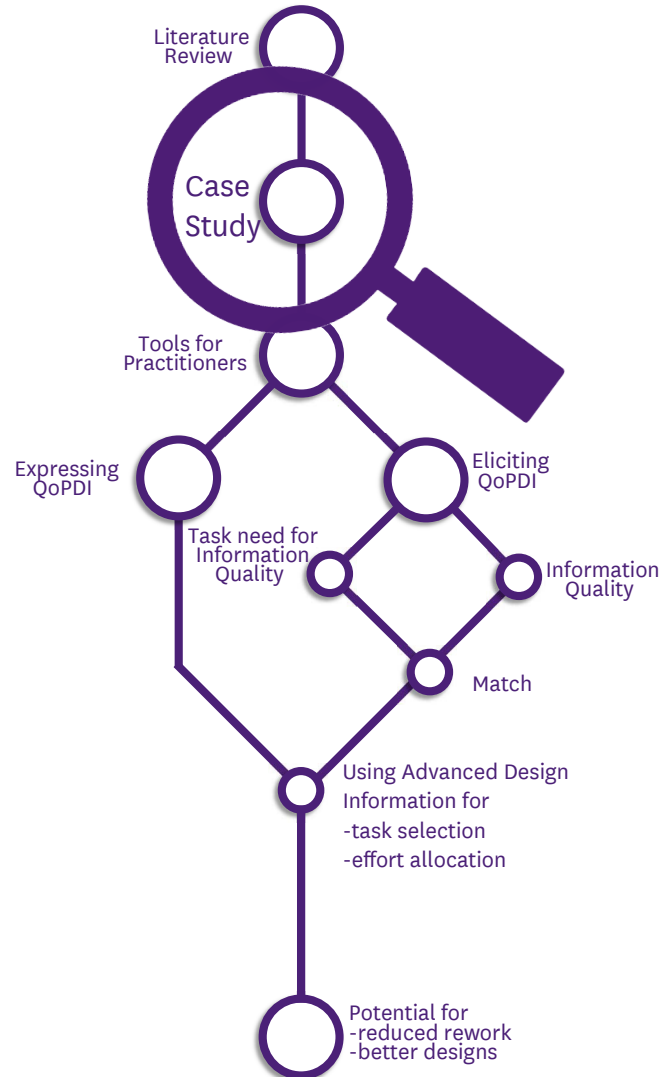 Literature
Review
Case
Study
Tools for
Practitioners
Expressing
QoPDI
Eliciting
QoPDI
Task need for
Information
Quality
Information
Quality
Match
Using Advanced Design
Information for
-task selection
-effort allocation
Potential for
-reduced rework
-better designs